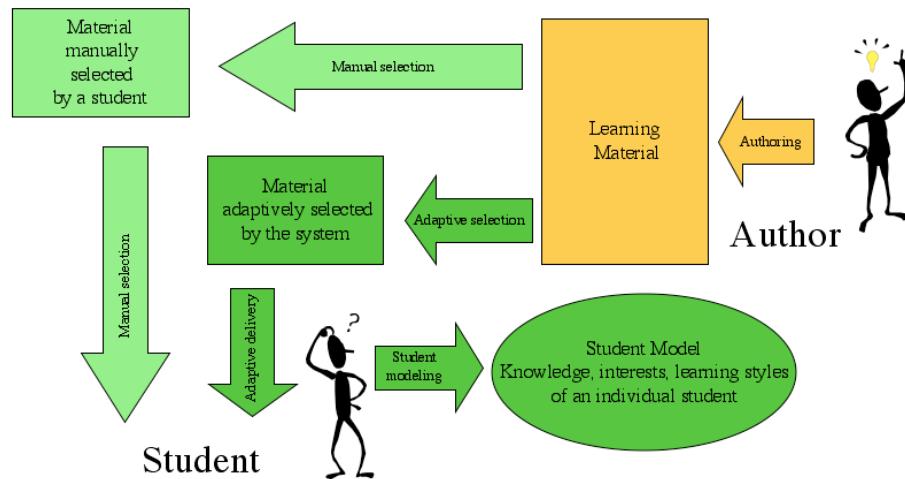 Material
manually
selected
by a student
Manual selection
Learning
Material
Authoring
Author
Material
adaptively selected
by the system
Adaptive selection
Manual selection
Adaptive delivery
?
Student
modeling
Student Model
Knowledge, interests, learning styles
of an individual student
Student